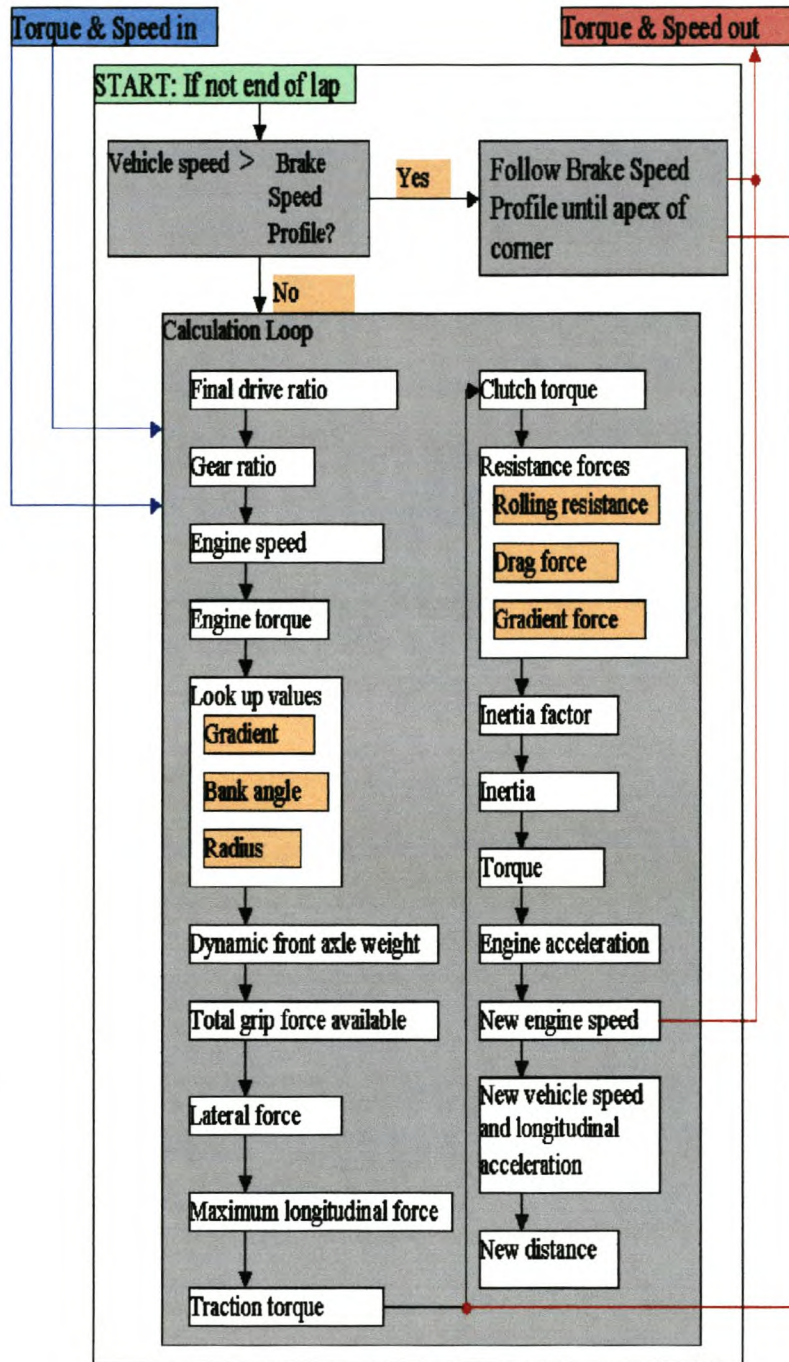 Torque & Speed in
Torque & Speed out
START: If not end of lap
Vehicle speed > Brake
Speed
Profile?
Yes
Follow Brake Speed
Profile until apex of
corner
No
Calculation Loop
Final drive ratio
Gear ratio
Engine speed
Engine torque
Look up values
Gradient
Bank angle
Radius
Dynamic front axle weight
Total grip force available
Lateral force
Maximum longitudinal force
Traction torque
Clutch torque
Resistance forces
Rolling resistance
Drag force
Gradient force
Inertia factor
Inertia
Torque
Engine acceleration
New engine speed
New vehicle speed
and longitudinal
acceleration
New distance